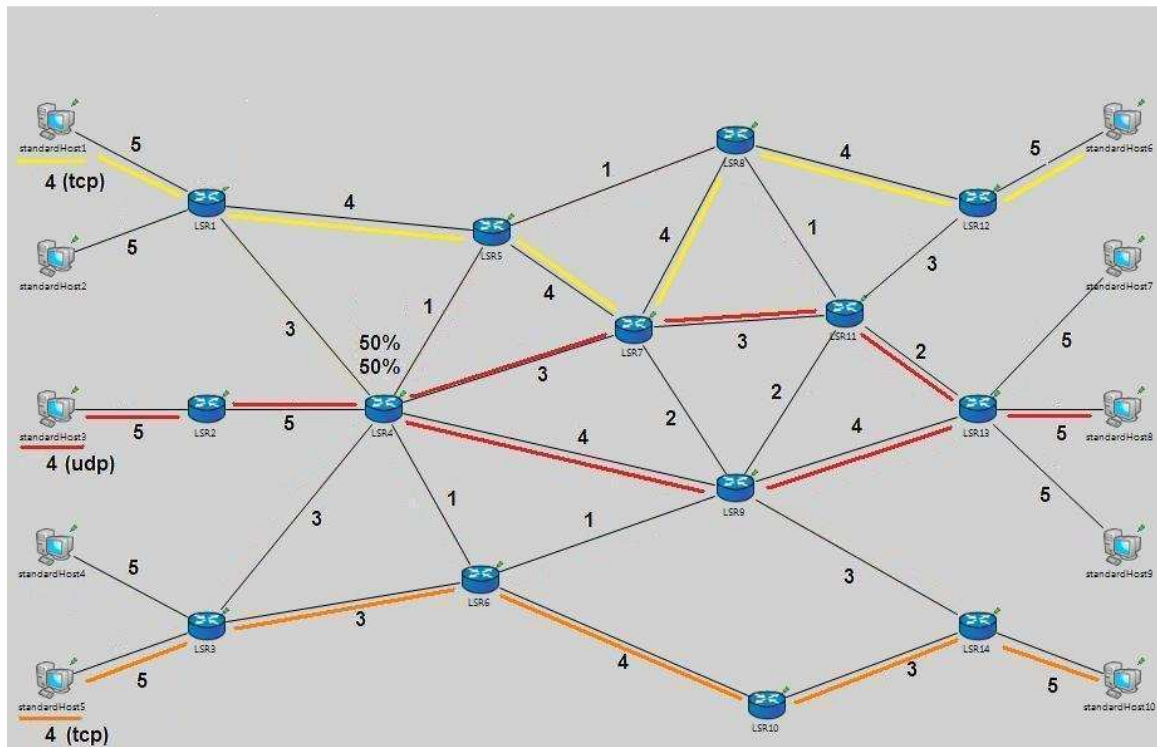 standardHost1
4 (tcp)
5
LSR1
5
standardHost2
4
LSR5
1
LSR8
4
LSR12
5
standardHost6
4
4
1
3
standardHost7
3
1
50%
50%
LSR7
3
LSR11
2
5
3
2
2
standardHost3
4 (udp)
5
LSR2
5
LSR4
4
4
LSR13
5
standardHost8
LSR9
3
1
1
5
standardHost9
standardHost4
5
LSR3
3
LSR6
3
4
3
LSR14
5
standardHost10
standardHost5
4 (tcp)
5
LSR10